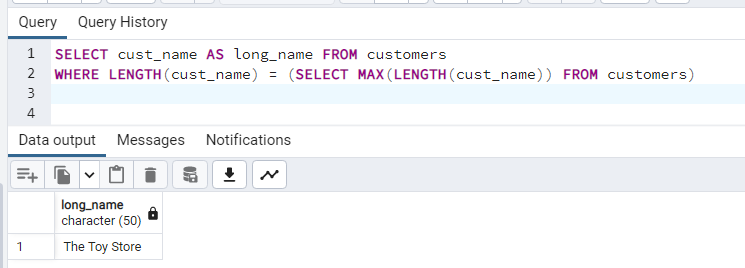 Query Query History
1 SELECT cust_name AS long_name FROM customers
2 WHERE LENGTH(cust_name) = (SELECT MAX(LENGTH(cust_name)) FROM customers)
3
4
Data output Messages Notifications
long_name
character (50)
1 The Toy Store